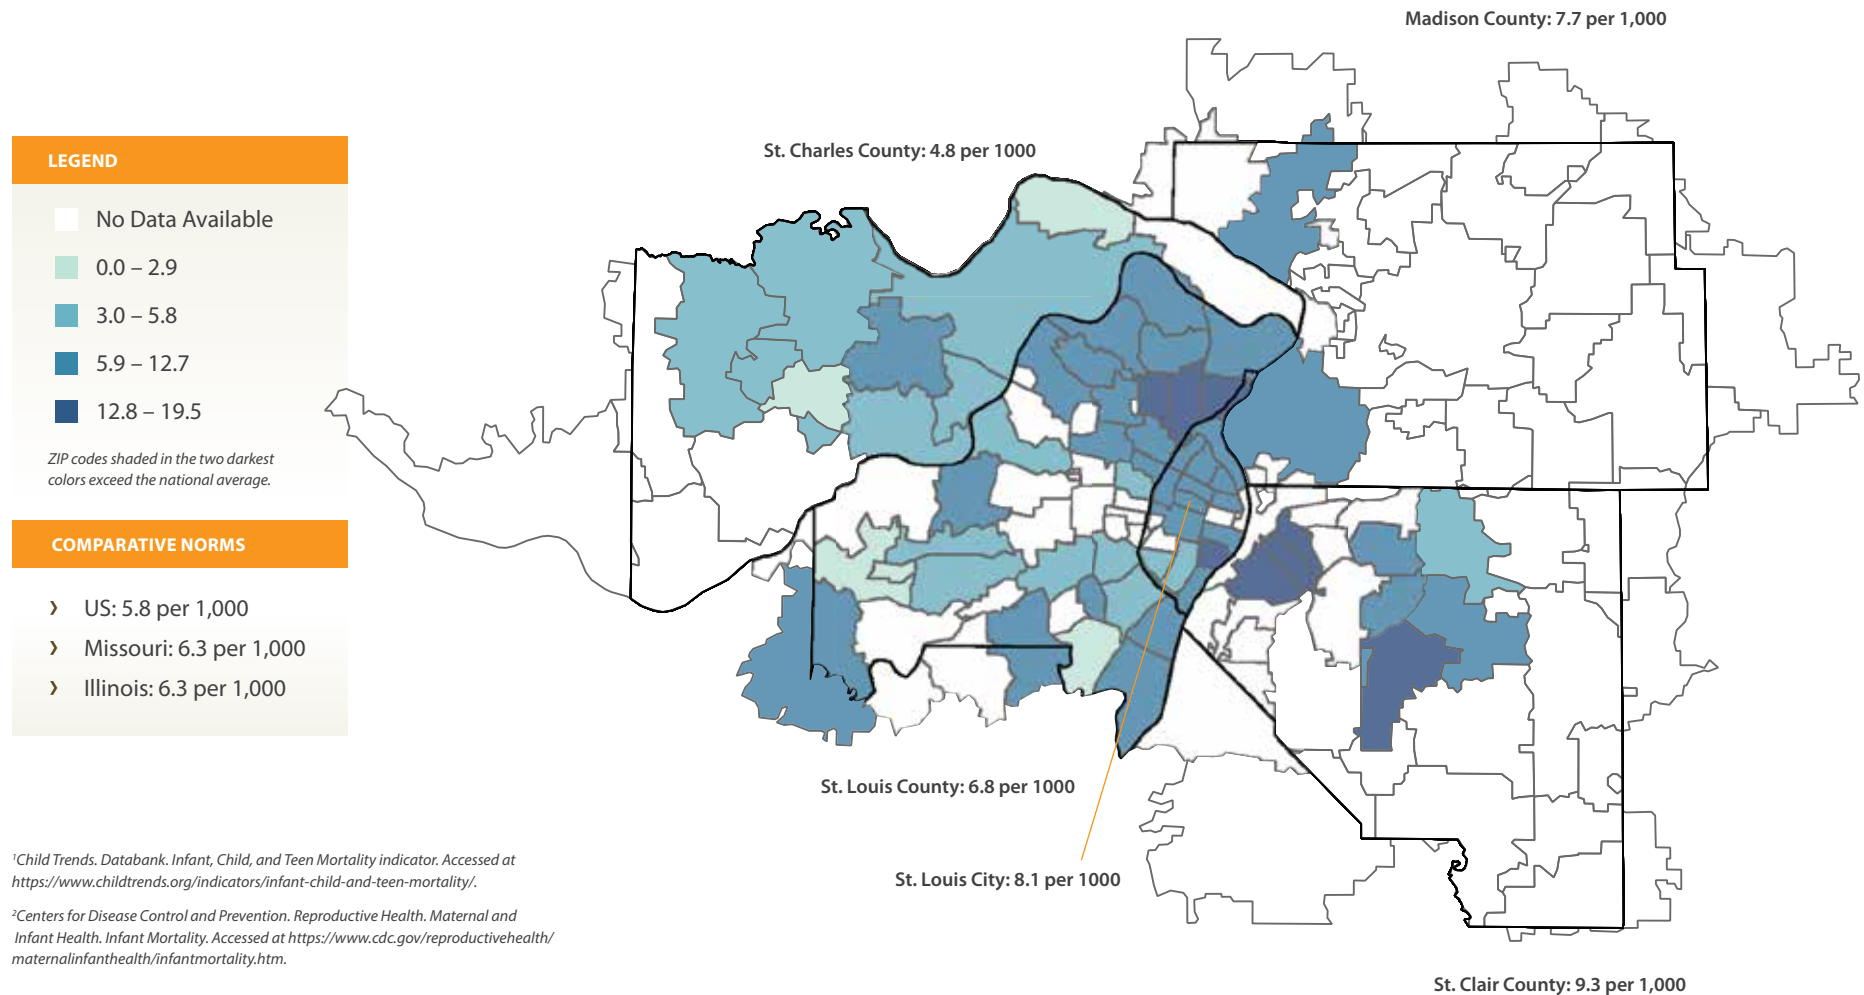 Madison County: 7.7 per 1,000
St. Charles County: 4.8 per 1000
LEGEND
No Data Available
0.0 – 2.9
3.0 – 5.8
5.9 – 12.7
12.8 – 19.5
ZIP codes shaded in the two darkest
colors exceed the national average.
COMPARATIVE NORMS
› US: 5.8 per 1,000
› Missouri: 6.3 per 1,000
› Illinois: 6.3 per 1,000
St. Louis County: 6.8 per 1000
St. Louis City: 8.1 per 1000
¹Child Trends. Databank. Infant, Child, and Teen Mortality indicator. Accessed at
https://www.childtrends.org/indicators/infant-child-and-teen-mortality/.
²Centers for Disease Control and Prevention. Reproductive Health. Maternal and
Infant Health. Infant Mortality. Accessed at https://www.cdc.gov/reproductivehealth/
maternalinfanthealth/infantmortality.htm.
St. Clair County: 9.3 per 1,000